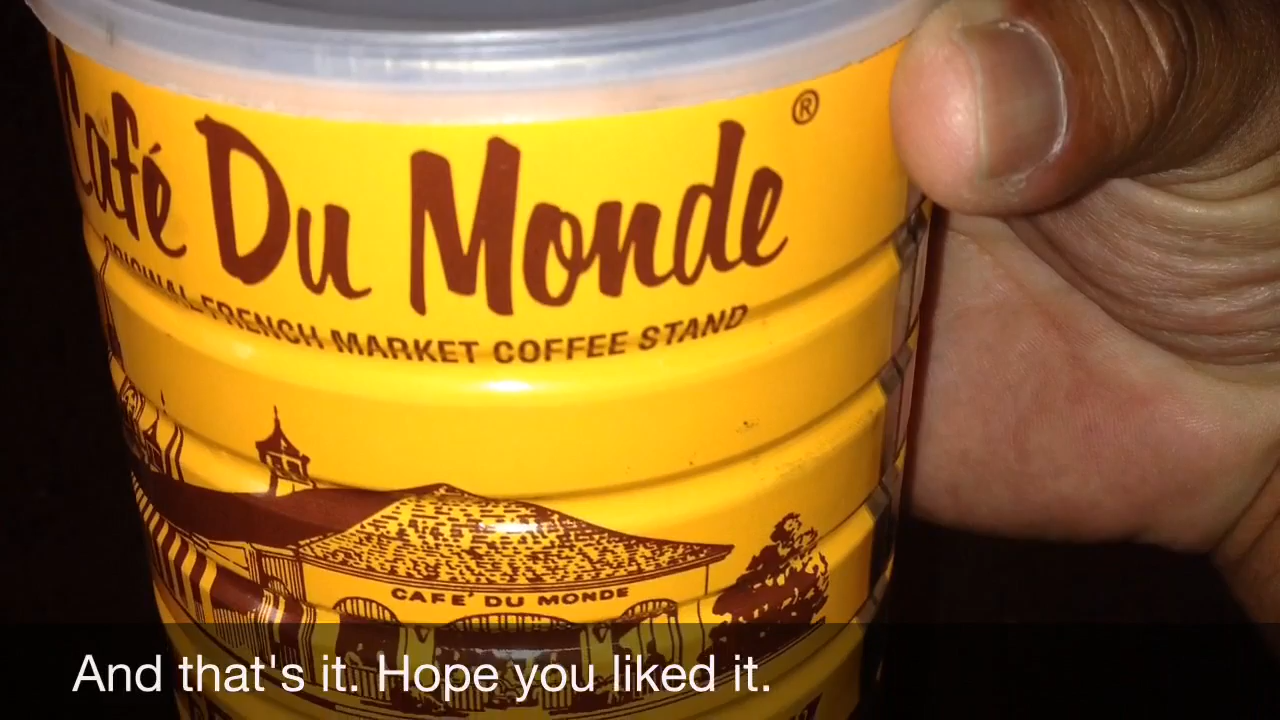 Café Du Monde ®
ORIGINAL FRENCH MARKET COFFEE STAND
CAFE' DU MONDE
And that's it. Hope you liked it.